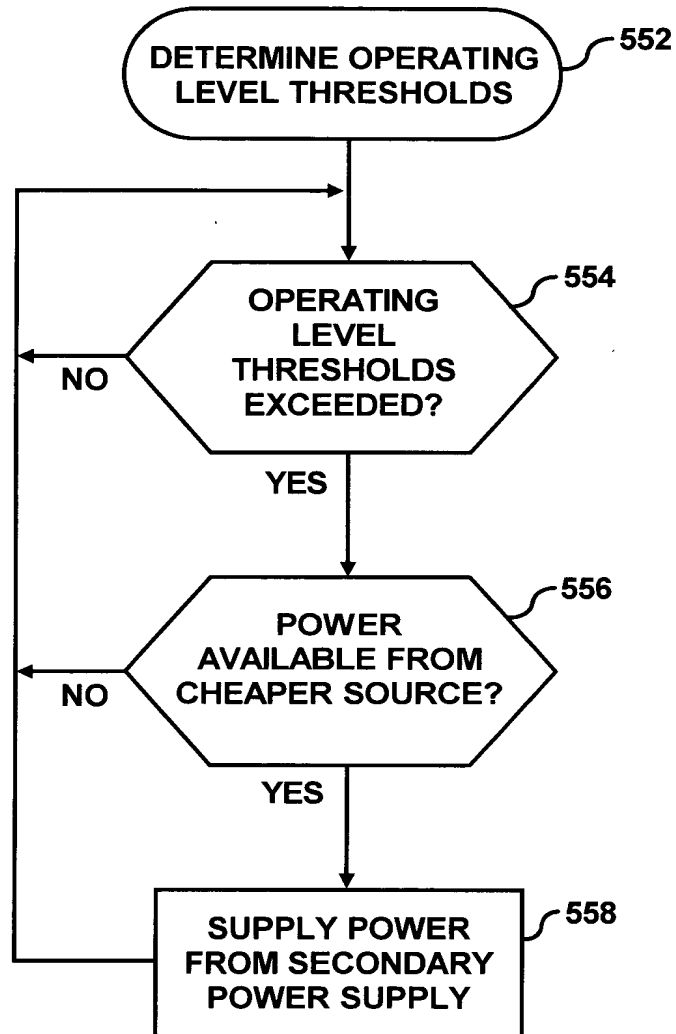 DETERMINE OPERATING
LEVEL THRESHOLDS
552
OPERATING
LEVEL
THRESHOLDS
EXCEEDED?
554
NO
YES
POWER
AVAILABLE FROM
CHEAPER SOURCE?
556
NO
YES
SUPPLY POWER
FROM SECONDARY
POWER SUPPLY
558